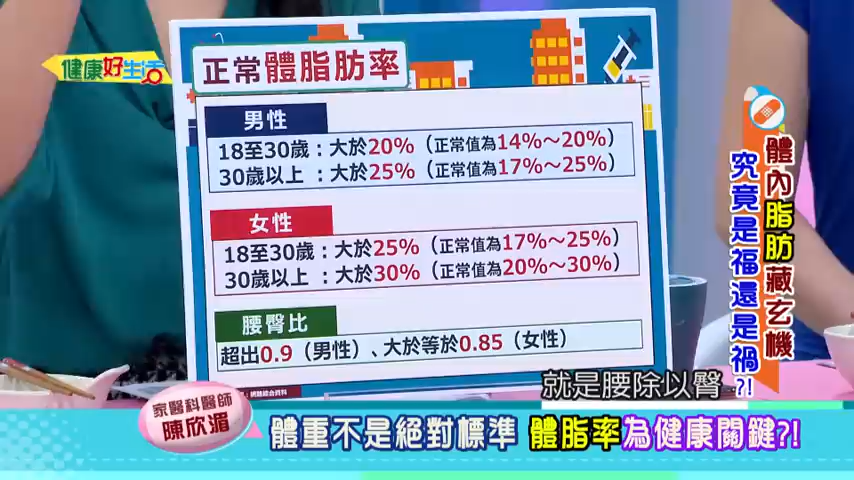 健康好生活
正常體脂肪率
男性
18至30歲：大於20%（正常值為14%～20%）
30歲以上 ：大於25%（正常值為17%～25%）
女性
18至30歲：大於25%（正常值為17%～25%）
30歲以上 ：大於30%（正常值為20%～30%）
腰臀比
超出0.9（男性）、大於等於0.85（女性）
：網路綜合資料
體內脂肪藏玄機
究竟是福還是禍?!
就是腰除以臀
家醫科醫師
陳欣湄
體重不是絕對標準 體脂率為健康關鍵?!